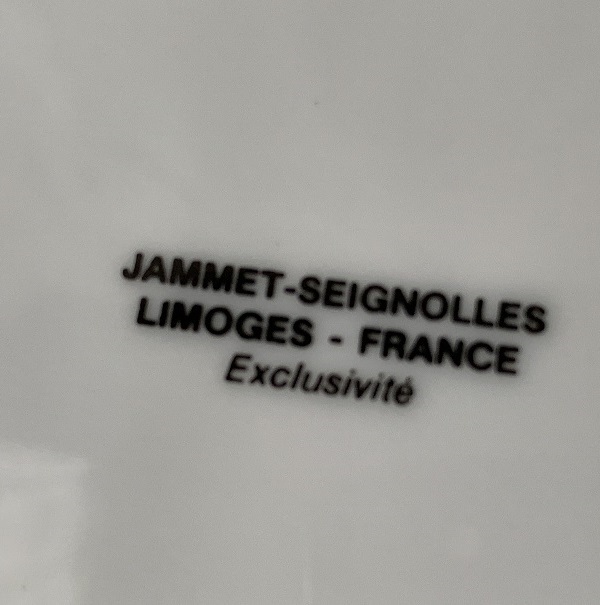 JAMMET-SEIGNOLLES
LIMOGES - FRANCE
Exclusivité